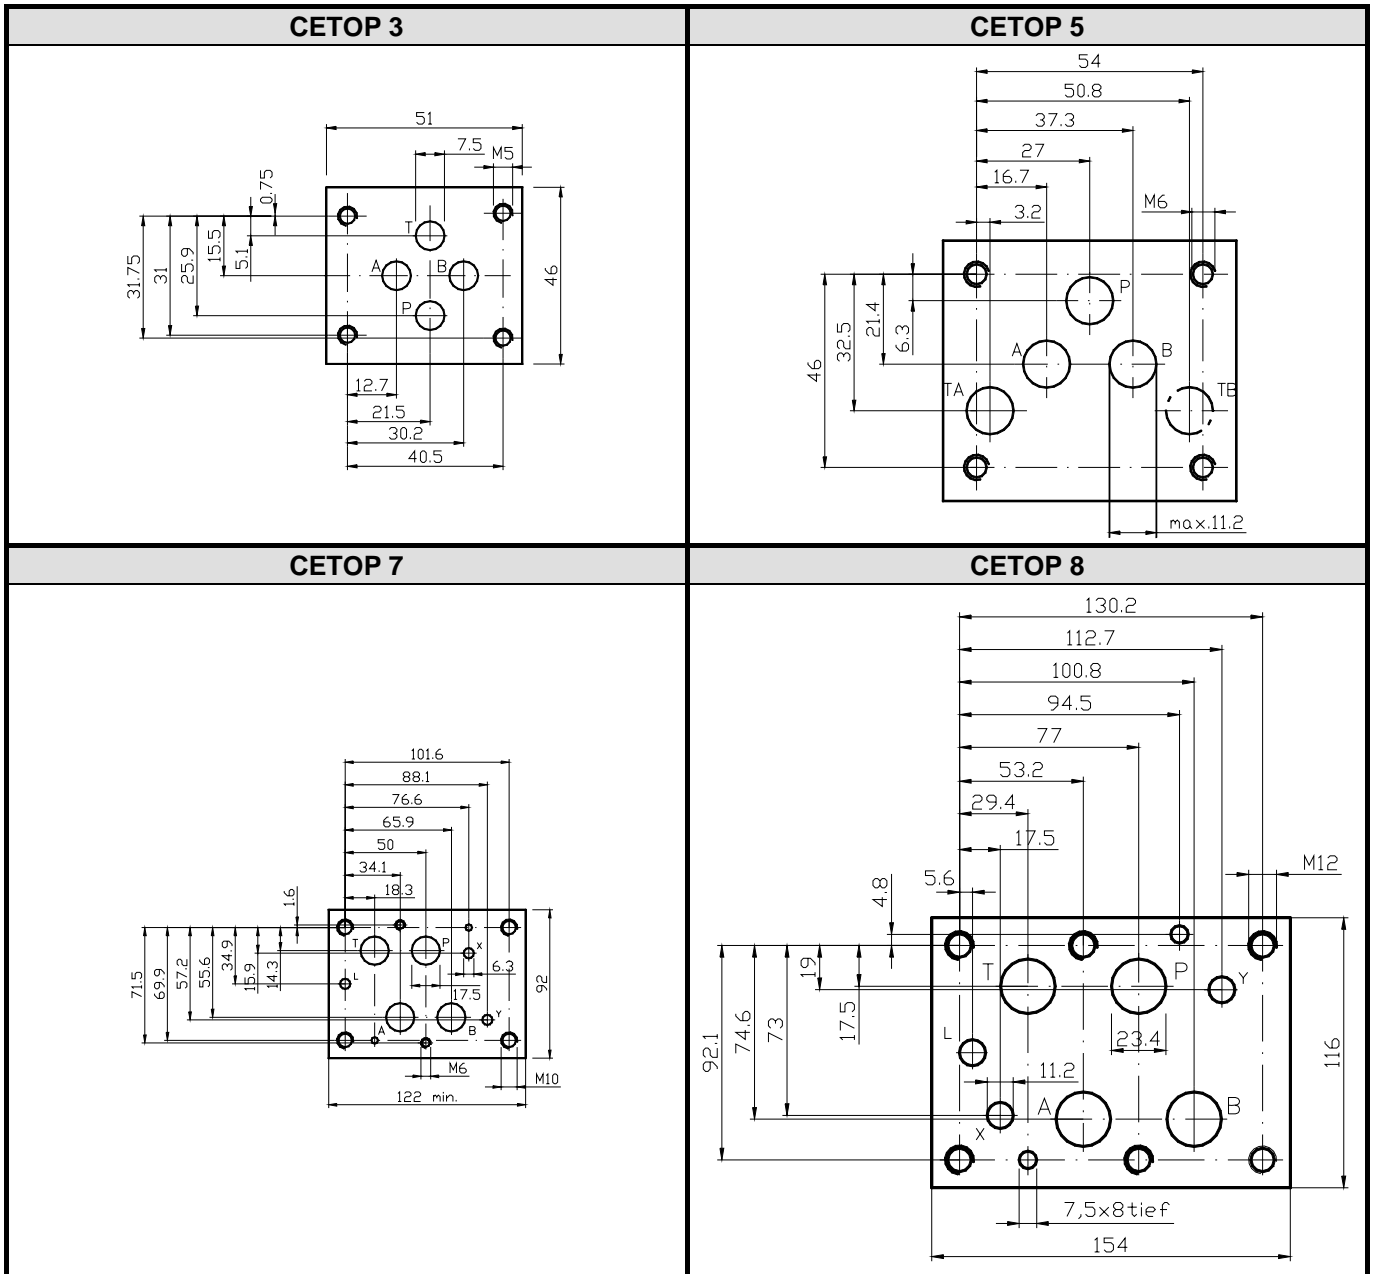 CETOP 3
CETOP 5
51
7.5
M5
0.75
5.1
15.5
25.9
31
31.75
T
A
B
P
46
12.7
21.5
30.2
40.5
54
50.8
37.3
27
16.7
3.2
M6
P
A
B
TA
TB
6.3
21.4
32.5
46
max.11.2
CETOP 7
CETOP 8
101.6
88.1
76.6
65.9
50
34.1
18.3
1.6
T
P
X
L
A
B
Y
6.3
17.5
14.3
15.9
34.9
55.6
57.2
69.9
71.5
92
M6
M10
122 min.
130.2
112.7
100.8
94.5
77
53.2
29.4
17.5
5.6
4.8
M12
T
P
Y
L
A
B
X
19
17.5
73
74.6
92.1
23.4
11.2
116
7,5x8tief
154